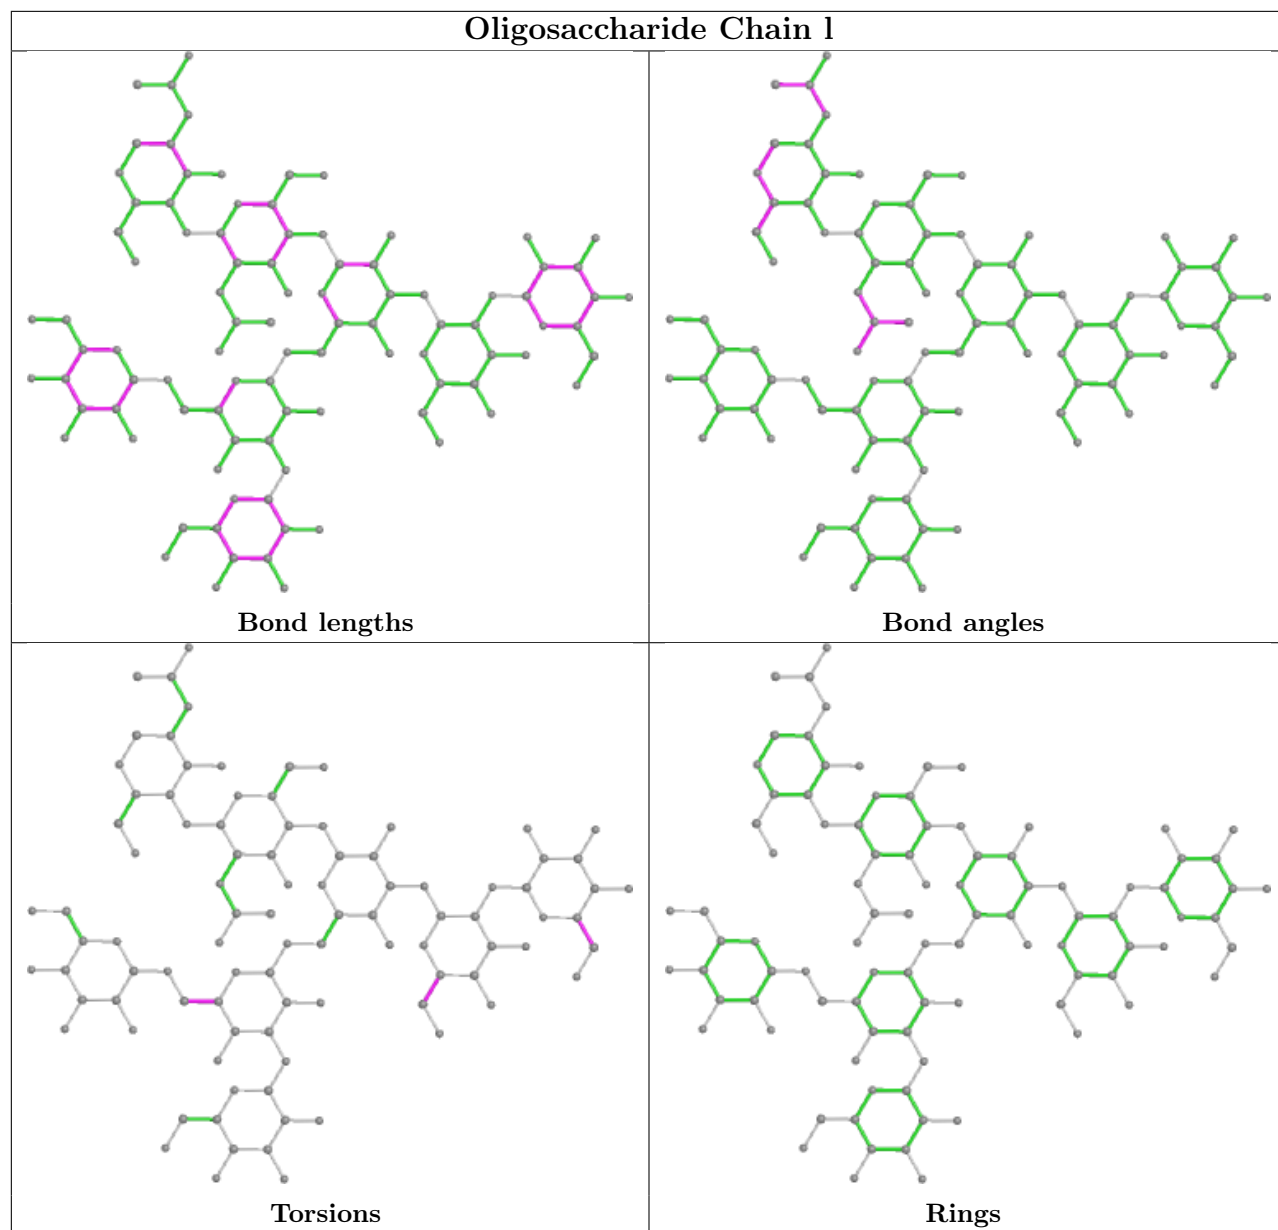 Oligosaccharide Chain l
Bond lengths
Bond angles
Torsions
Rings